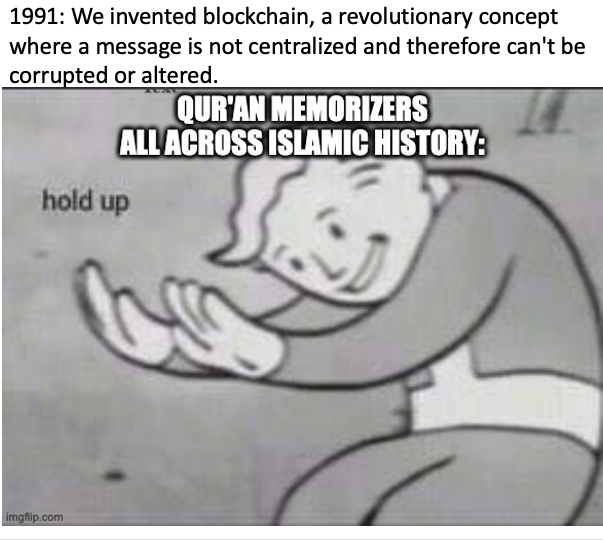 1991: We invented blockchain, a revolutionary concept
where a message is not centralized and therefore can't be
corrupted or altered.
QUR'AN MEMORIZERS
ALL ACROSS ISLAMIC HISTORY:
hold up
imgflip.com